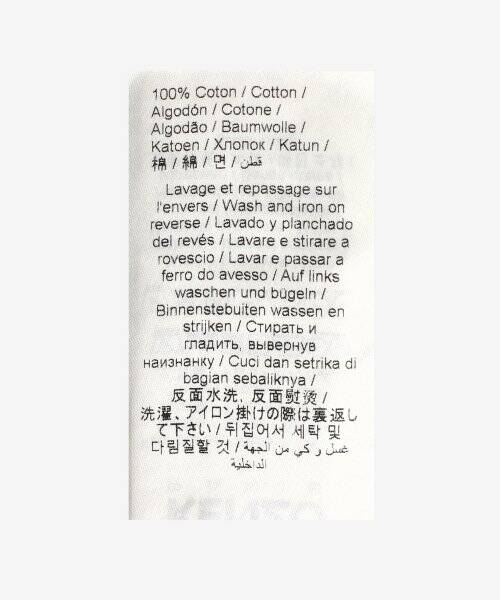 100% Coton / Cotton /
Algodón / Cotone /
Algodão / Baumwolle /
Katoen / Хлопок / Katun /
棉 / 綿 / 면 / قطن
Lavage et repassage sur
l'envers / Wash and iron on
reverse / Lavado y planchado
del revés / Lavare e stirare a
rovescio / Lavar e passar a
ferro do avesso / Auf links
waschen und bügeln /
Binnenstebuiten wassen en
strijken / Стирать и
гладить, вывернув
наизнанку / Cuci dan setrika di
bagian sebaliknya /
反面水洗、反面熨烫 /
洗濯、アイロン掛けの際は裏返し
て下さい / 뒤집어서 세탁 및
다림질할 것 / غسل و كي من الجهة
الداخلية
KENZO